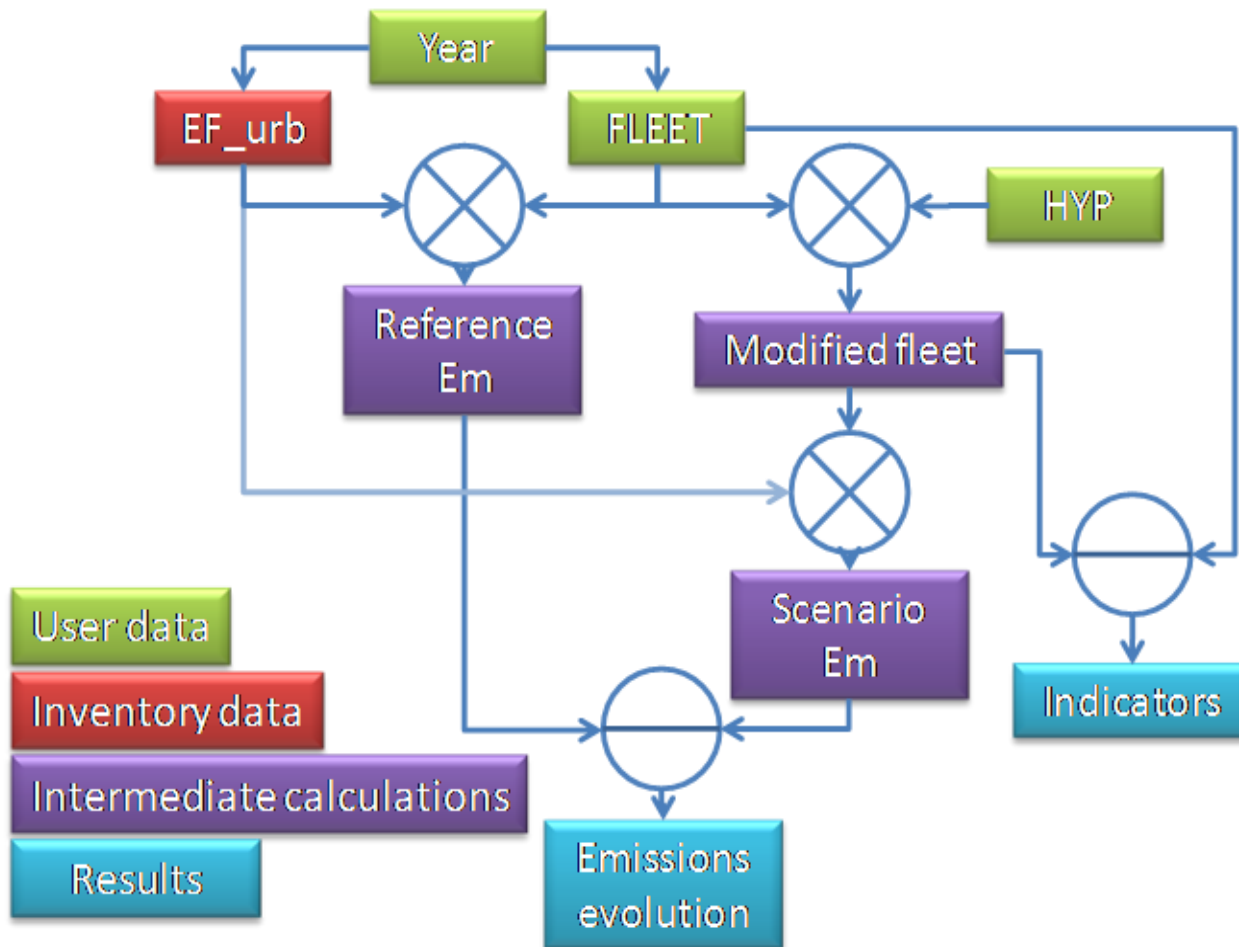 Year
EF_urb
FLEET
HYP
Reference
Em
Modified fleet
Scenario
Em
User data
Inventory data
Indicators
Intermediate calculations
Results
Emissions
evolution